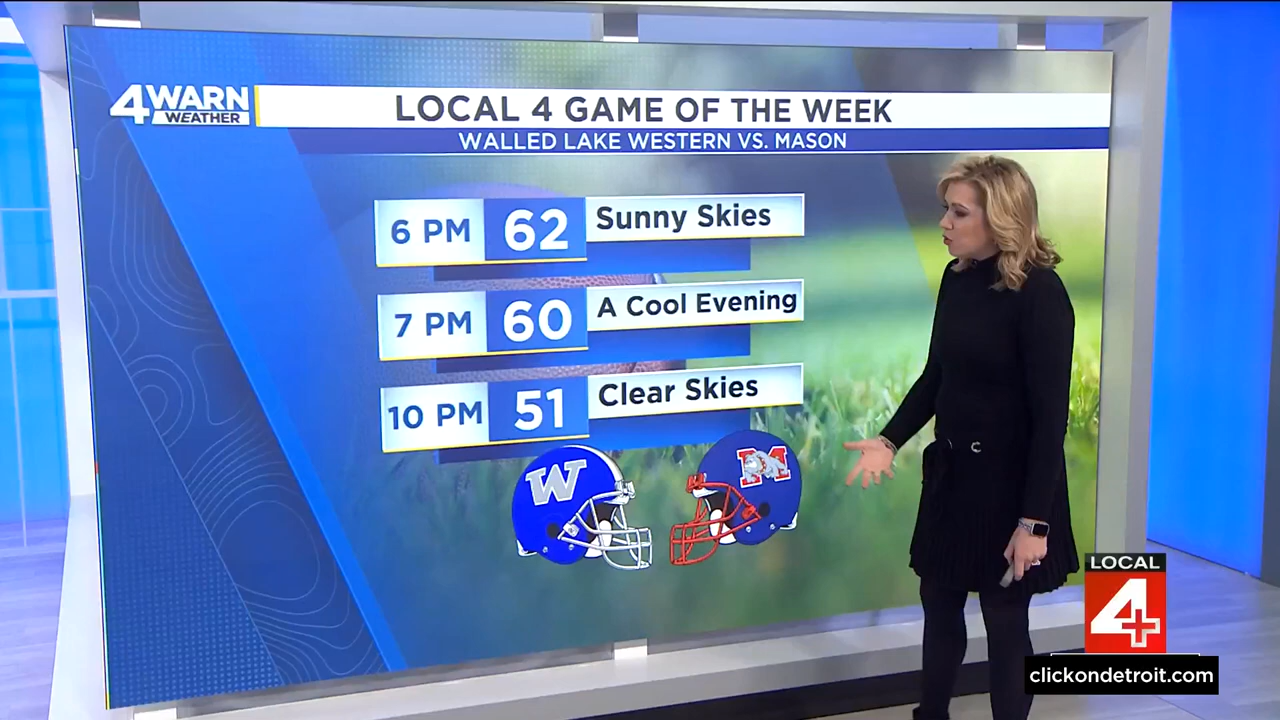 4WARN
WEATHER
LOCAL 4 GAME OF THE WEEK
WALLED LAKE WESTERN VS. MASON
6 PM 62 Sunny Skies
7 PM 60 A Cool Evening
10 PM 51 Clear Skies
W M
LOCAL
4+
clickondetroit.com